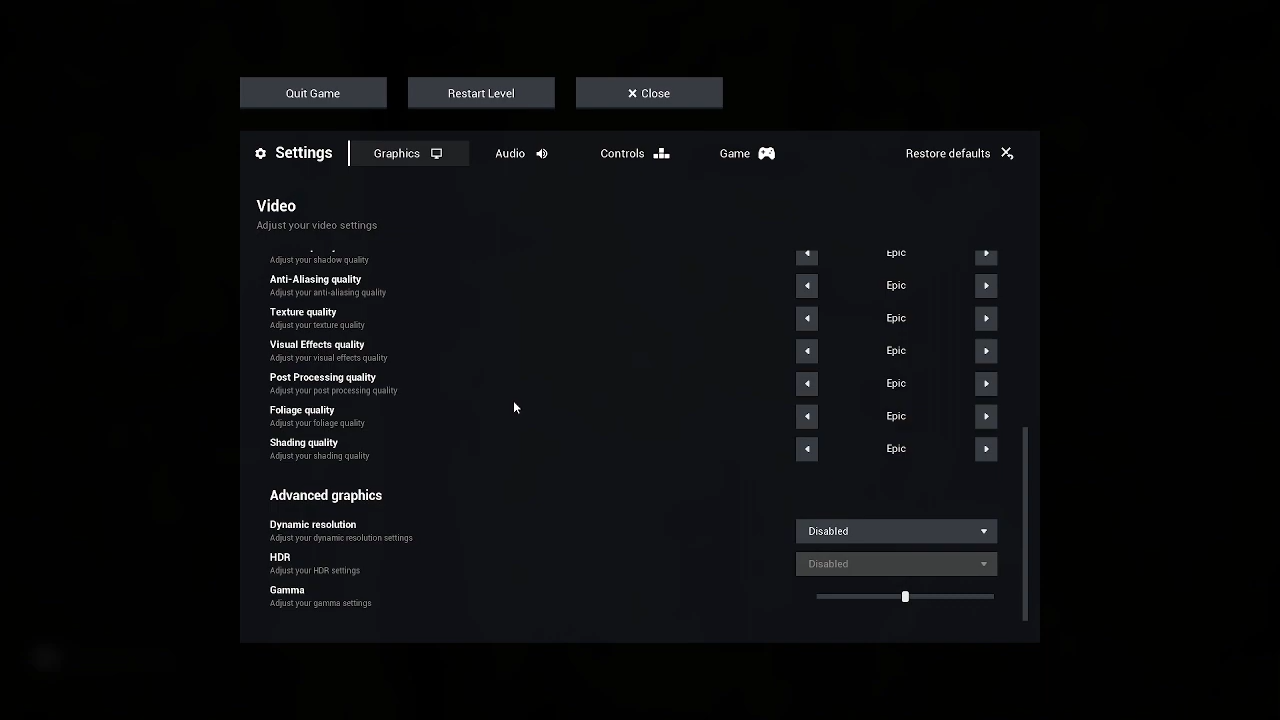 Quit Game
Restart Level
Close
Settings
Graphics
Audio
Controls
Game
Restore defaults
Video
Adjust your video settings
Adjust your shadow quality
Epic
Anti-Aliasing quality
Adjust your anti-aliasing quality
Epic
Texture quality
Adjust your texture quality
Epic
Visual Effects quality
Adjust your visual effects quality
Epic
Post Processing quality
Adjust your post processing quality
Epic
Foliage quality
Adjust your foliage quality
Epic
Shading quality
Adjust your shading quality
Epic
Advanced graphics
Dynamic resolution
Adjust your dynamic resolution settings
Disabled
HDR
Adjust your HDR settings
Disabled
Gamma
Adjust your gamma settings